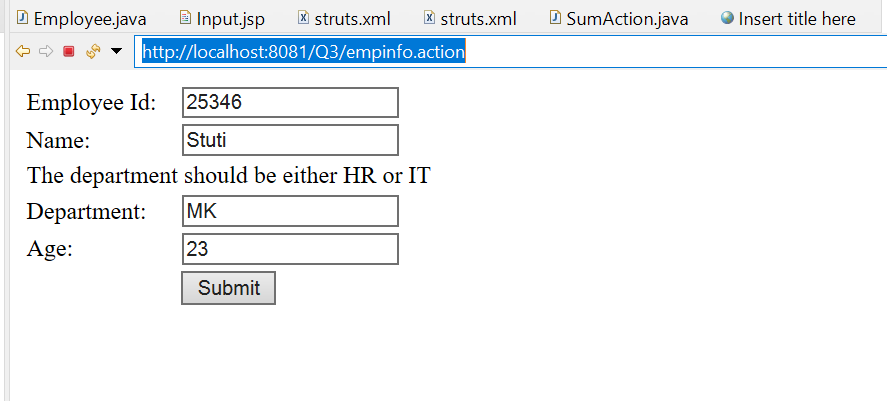 Employee.java Input.jsp struts.xml struts.xml SumAction.java Insert title here
http://localhost:8081/Q3/empinfo.action
Employee Id: 25346
Name: Stuti
The department should be either HR or IT
Department: MK
Age: 23
Submit